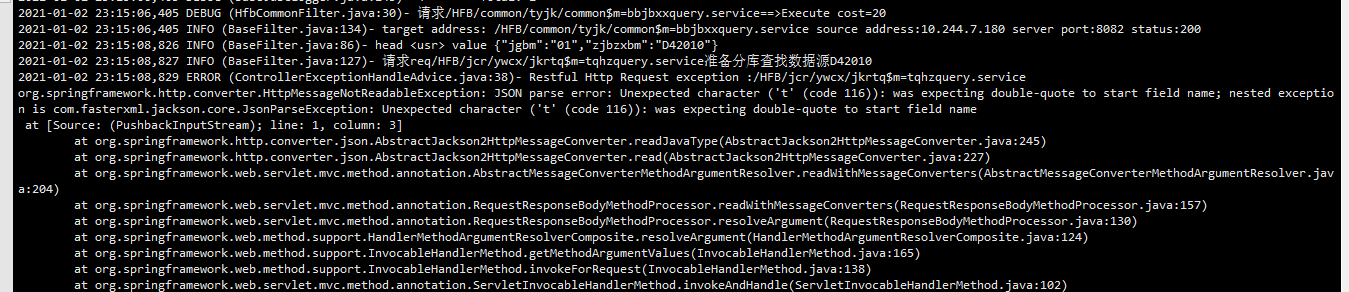 2021-01-02 23:15:06,405 DEBUG (HfbCommonFilter.java:30)- 请求/HFB/common/tyjk/common$m=bbjbxxquery.service==>Execute cost=20
2021-01-02 23:15:06,405 INFO (BaseFilter.java:134)- target address: /HFB/common/tyjk/common$m=bbjbxxquery.service source address:10.244.7.180 server port:8082 status:200
2021-01-02 23:15:08,826 INFO (BaseFilter.java:86)- head <usr> value {"jgbm":"01","zjbzxbm":"D42010"}
2021-01-02 23:15:08,827 INFO (BaseFilter.java:127)- 请求req/HFB/jcr/ywcx/jkrtq$m=tqhzquery.service准备分库查找数据源D42010
2021-01-02 23:15:08,829 ERROR (ControllerExceptionHandleAdvice.java:38)- Restful Http Request exception :/HFB/jcr/ywcx/jkrtq$m=tqhzquery.service
org.springframework.http.converter.HttpMessageNotReadableException: JSON parse error: Unexpected character ('t' (code 116)): was expecting double-quote to start field name; nested exceptio
n is com.fasterxml.jackson.core.JsonParseException: Unexpected character ('t' (code 116)): was expecting double-quote to start field name
at [Source: (PushbackInputStream); line: 1, column: 3]
at org.springframework.http.converter.json.AbstractJackson2HttpMessageConverter.readJavaType(AbstractJackson2HttpMessageConverter.java:245)
at org.springframework.http.converter.json.AbstractJackson2HttpMessageConverter.read(AbstractJackson2HttpMessageConverter.java:227)
at org.springframework.web.servlet.mvc.method.annotation.AbstractMessageConverterMethodArgumentResolver.readWithMessageConverters(AbstractMessageConverterMethodArgumentResolver.jav
a:204)
at org.springframework.web.servlet.mvc.method.annotation.RequestResponseBodyMethodProcessor.readWithMessageConverters(RequestResponseBodyMethodProcessor.java:157)
at org.springframework.web.servlet.mvc.method.annotation.RequestResponseBodyMethodProcessor.resolveArgument(RequestResponseBodyMethodProcessor.java:130)
at org.springframework.web.method.support.HandlerMethodArgumentResolverComposite.resolveArgument(HandlerMethodArgumentResolverComposite.java:124)
at org.springframework.web.method.support.InvocableHandlerMethod.getMethodArgumentValues(InvocableHandlerMethod.java:165)
at org.springframework.web.method.support.InvocableHandlerMethod.invokeForRequest(InvocableHandlerMethod.java:138)
at org.springframework.web.servlet.mvc.method.annotation.ServletInvocableHandlerMethod.invokeAndHandle(ServletInvocableHandlerMethod.java:102)